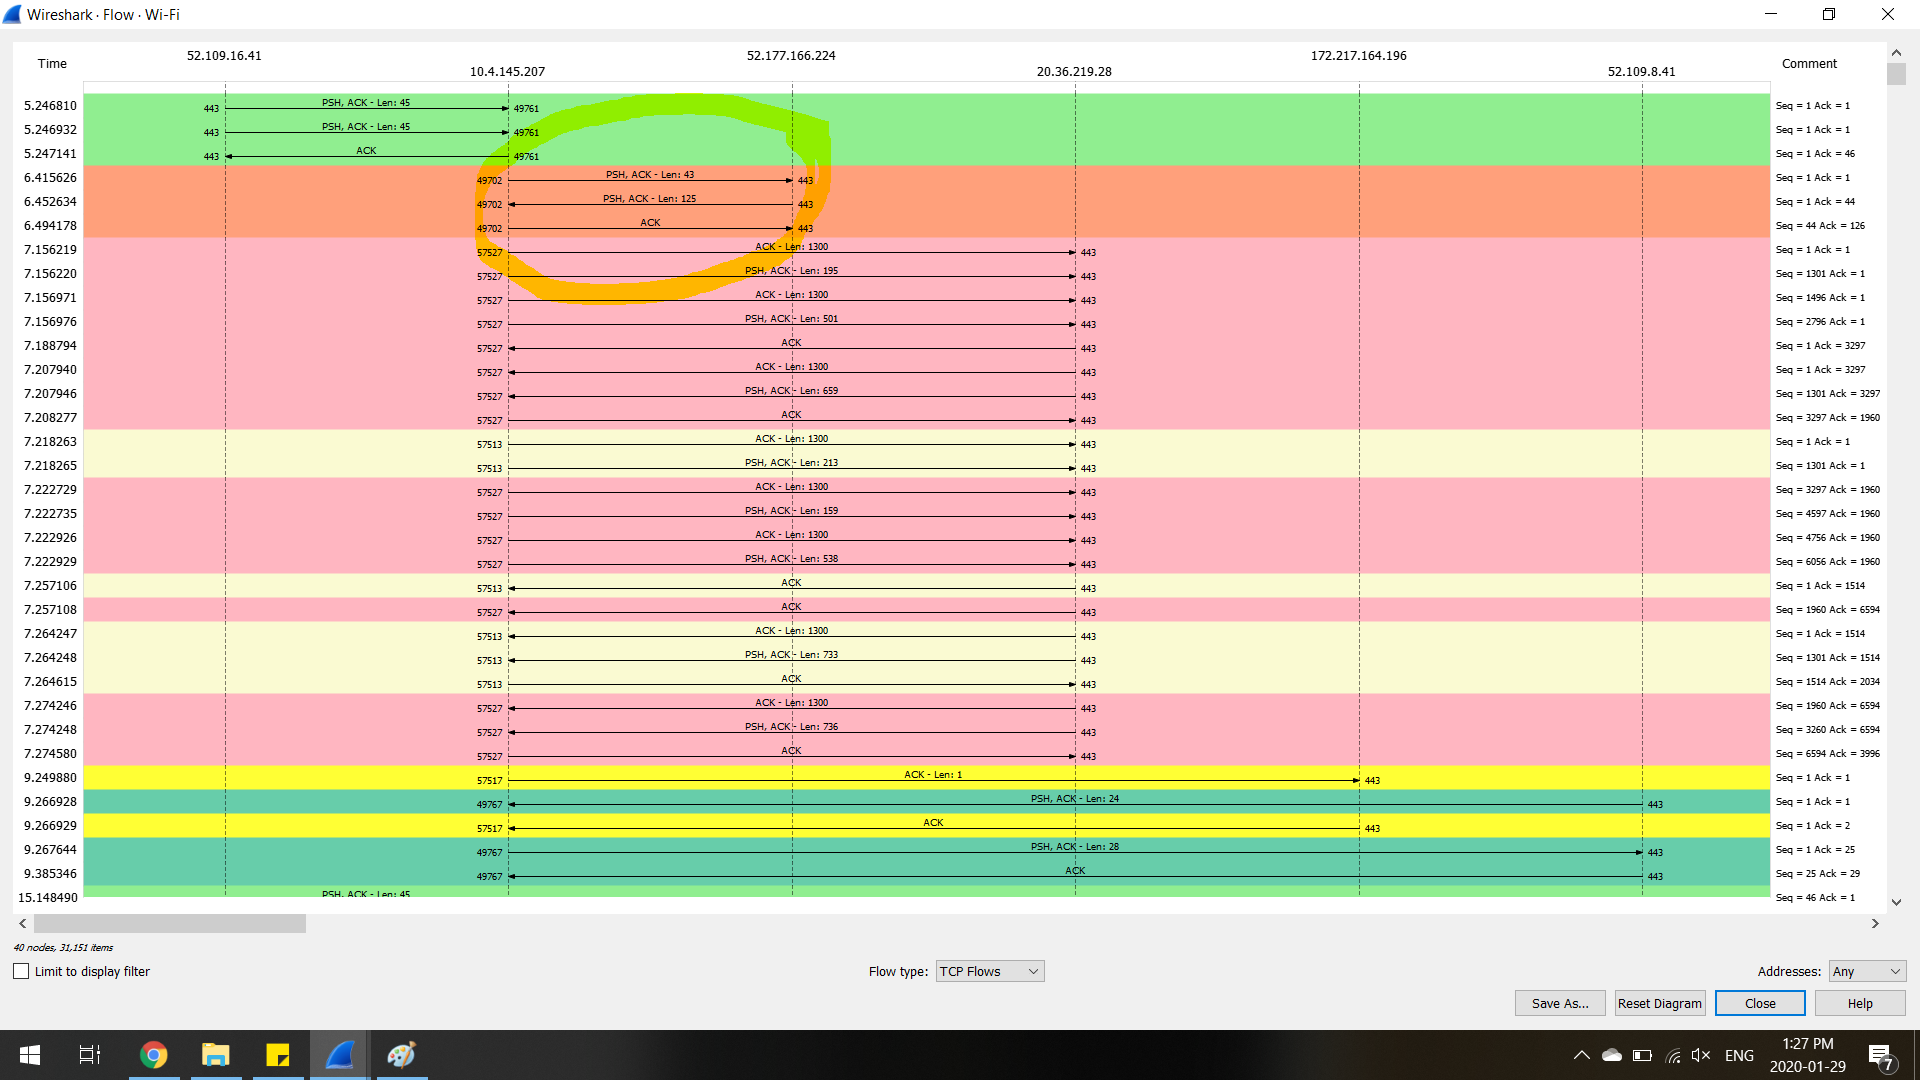 Wireshark · Flow · Wi-Fi
52.109.16.41 52.177.166.224 172.217.164.196
Time 10.4.145.207 20.36.219.28 52.109.8.41 Comment
5.246810 443 PSH, ACK - Len: 45 49761 Seq = 1 Ack = 1
5.246932 443 PSH, ACK - Len: 45 49761 Seq = 1 Ack = 1
5.247141 443 ACK 49761 Seq = 1 Ack = 46
6.415626 49702 PSH, ACK - Len: 43 443 Seq = 1 Ack = 1
6.452634 49702 PSH, ACK - Len: 125 443 Seq = 1 Ack = 44
6.494178 49702 ACK 443 Seq = 44 Ack = 126
7.156219 57527 ACK - Len: 1300 443 Seq = 1 Ack = 1
7.156220 57527 PSH, ACK - Len: 195 443 Seq = 1301 Ack = 1
7.156971 57527 ACK - Len: 1300 443 Seq = 1496 Ack = 1
7.156976 57527 PSH, ACK - Len: 501 443 Seq = 2796 Ack = 1
7.188794 57527 ACK 443 Seq = 1 Ack = 3297
7.207940 57527 ACK - Len: 1300 443 Seq = 1 Ack = 3297
7.207946 57527 PSH, ACK - Len: 659 443 Seq = 1301 Ack = 3297
7.208277 57527 ACK 443 Seq = 3297 Ack = 1960
7.218263 57513 ACK - Len: 1300 443 Seq = 1 Ack = 1
7.218265 57513 PSH, ACK - Len: 213 443 Seq = 1301 Ack = 1
7.222729 57527 ACK - Len: 1300 443 Seq = 3297 Ack = 1960
7.222735 57527 PSH, ACK - Len: 159 443 Seq = 4597 Ack = 1960
7.222926 57527 ACK - Len: 1300 443 Seq = 4756 Ack = 1960
7.222929 57527 PSH, ACK - Len: 538 443 Seq = 6056 Ack = 1960
7.257106 57513 ACK 443 Seq = 1 Ack = 1514
7.257108 57527 ACK 443 Seq = 1960 Ack = 6594
7.264247 57513 ACK - Len: 1300 443 Seq = 1 Ack = 1514
7.264248 57513 PSH, ACK - Len: 733 443 Seq = 1301 Ack = 1514
7.264615 57513 ACK 443 Seq = 1514 Ack = 2034
7.274246 57527 ACK - Len: 1300 443 Seq = 1960 Ack = 6594
7.274248 57527 PSH, ACK - Len: 736 443 Seq = 3260 Ack = 6594
7.274580 57527 ACK 443 Seq = 6594 Ack = 3996
9.249880 57517 ACK - Len: 1 443 Seq = 1 Ack = 1
9.266928 49767 PSH, ACK - Len: 24 443 Seq = 1 Ack = 1
9.266929 57517 ACK 443 Seq = 1 Ack = 2
9.267644 49767 PSH, ACK - Len: 28 443 Seq = 1 Ack = 25
9.385346 49767 ACK 443 Seq = 25 Ack = 29
15.148490 PSH, ACK - Len: 45 Seq = 46 Ack = 1
40 nodes, 31,151 items
Limit to display filter Flow type: TCP Flows Addresses: Any
Save As... Reset Diagram Close Help
ENG 1:27 PM
2020-01-29 7